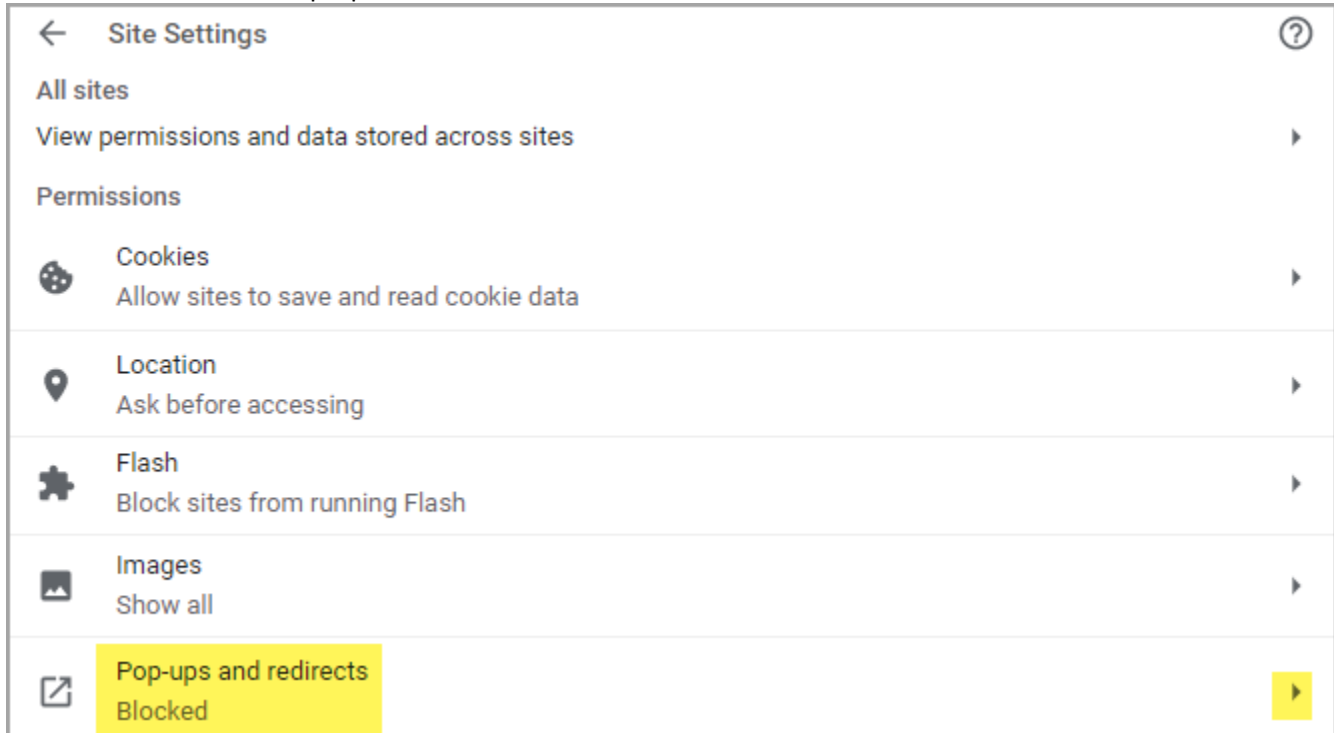 Site Settings
All sites
View permissions and data stored across sites
Permissions
Cookies
Allow sites to save and read cookie data
Location
Ask before accessing
Flash
Block sites from running Flash
Images
Show all
Pop-ups and redirects
Blocked